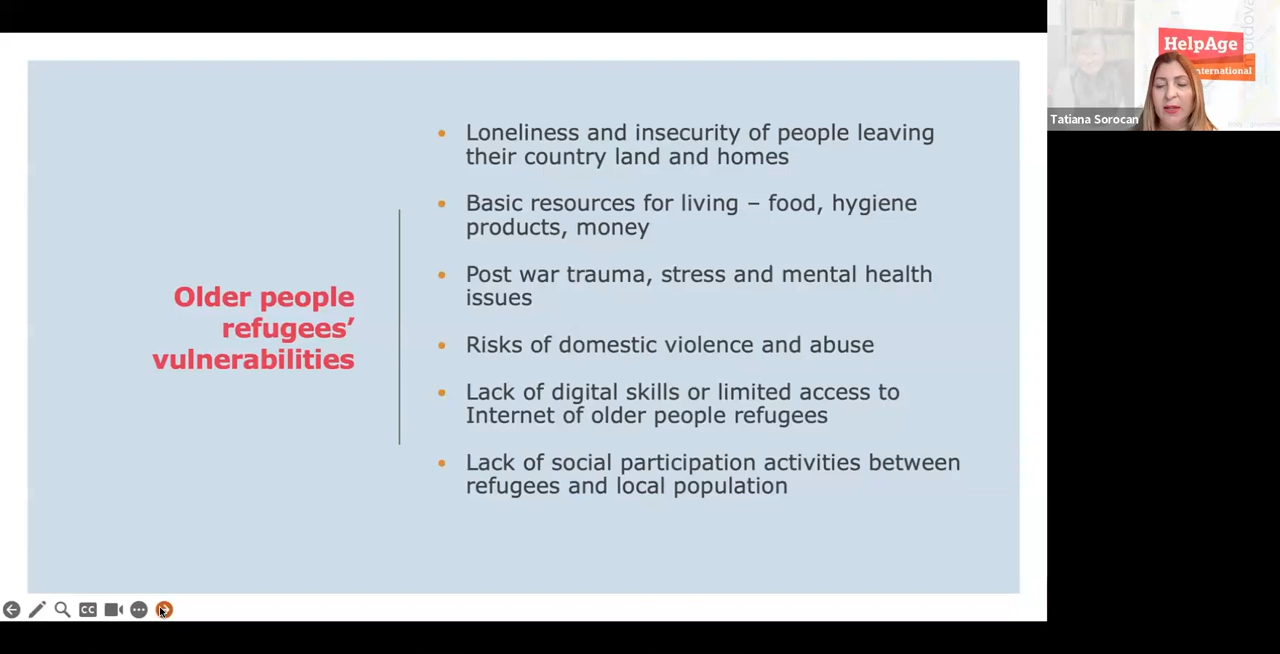 Older people
refugees’
vulnerabilities
• Loneliness and insecurity of people leaving
their country land and homes
• Basic resources for living – food, hygiene
products, money
• Post war trauma, stress and mental health
issues
• Risks of domestic violence and abuse
• Lack of digital skills or limited access to
Internet of older people refugees
• Lack of social participation activities between
refugees and local population
CC
HelpAge
International
Tatiana Sorocan